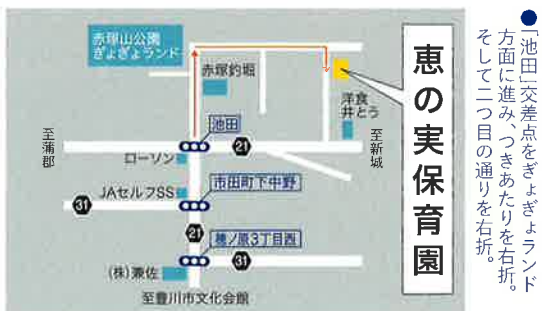 ●「池田」交差点をぎょぎょランド
方面に進み、つきあたりを右折。
そして二つ目の通りを右折。
恵の実保育園
赤塚山公園
ぎょぎょランド
赤塚釣堀
洋食
井とう
池田
21
至蒲郡
至新城
ローソン
JAセルフSS
市田町下中野
31
21
穂ノ原3丁目西
31
(株)兼佐
至豊川市文化会館